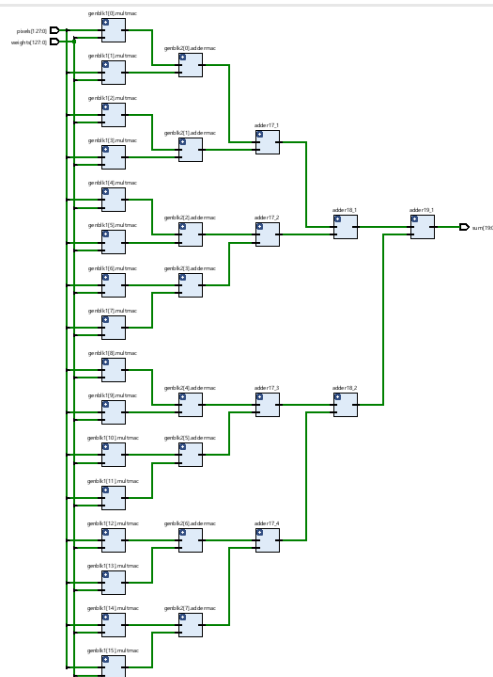 genblk1[0].multmac
pixels[127:0]
weights[127:0]
genblk2[0].addermac
genblk1[1].multmac
genblk1[2].multmac
adder17_1
genblk2[1].addermac
genblk1[3].multmac
genblk1[4].multmac
genblk2[2].addermac
adder17_2
adder18_1
adder19_1
sum[19:0]
genblk1[5].multmac
genblk1[6].multmac
genblk2[3].addermac
genblk1[7].multmac
genblk1[8].multmac
genblk1[9].multmac
genblk2[4].addermac
adder17_3
adder18_2
genblk1[10].multmac
genblk2[5].addermac
genblk1[11].multmac
genblk1[12].multmac
genblk2[6].addermac
adder17_4
genblk1[13].multmac
genblk1[14].multmac
genblk2[7].addermac
genblk1[15].multmac